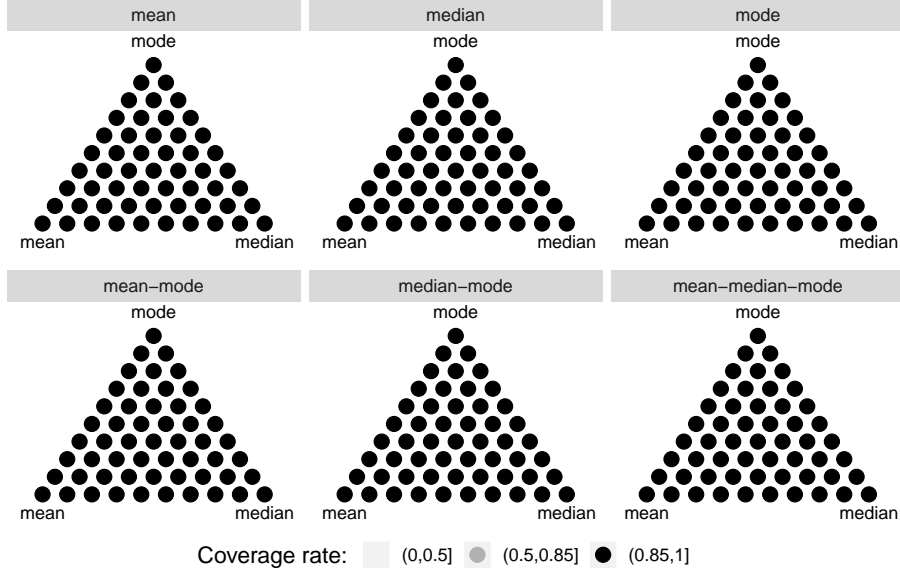 mean median mode
mode mode mode
mean median mean median mean median
mean−mode median−mode mean−median−mode
mode mode mode
mean median mean median mean median
Coverage rate: (0,0.5] (0.5,0.85] (0.85,1]